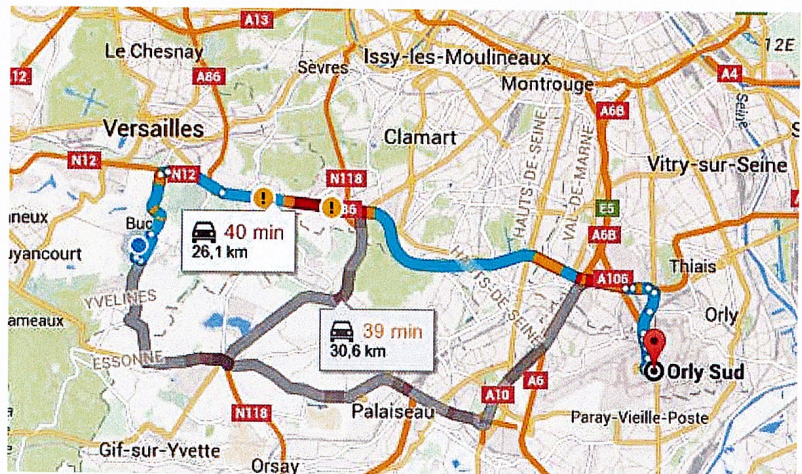 A13
12E
Le Chesnay
Issy-les-Moulineaux
Sèvres
A86
12
A4
Montrouge
A6B
Seine
Versailles
Clamart
HAUTS-DE-SEINE
VAL-DE-MARNE
N12
N12
N118
Vitry-sur-Seine
86
E5
Buc
40 min
26,1 km
A6B
uyancourt
HAUTS-DE-SEINE
A106
Thiais
YVELINES
39 min
30,6 km
Orly
ameaux
ESSONNE
Orly Sud
A10
A6
N118
Palaiseau
Paray-Vieille-Poste
Gif-sur-Yvette
Orsay